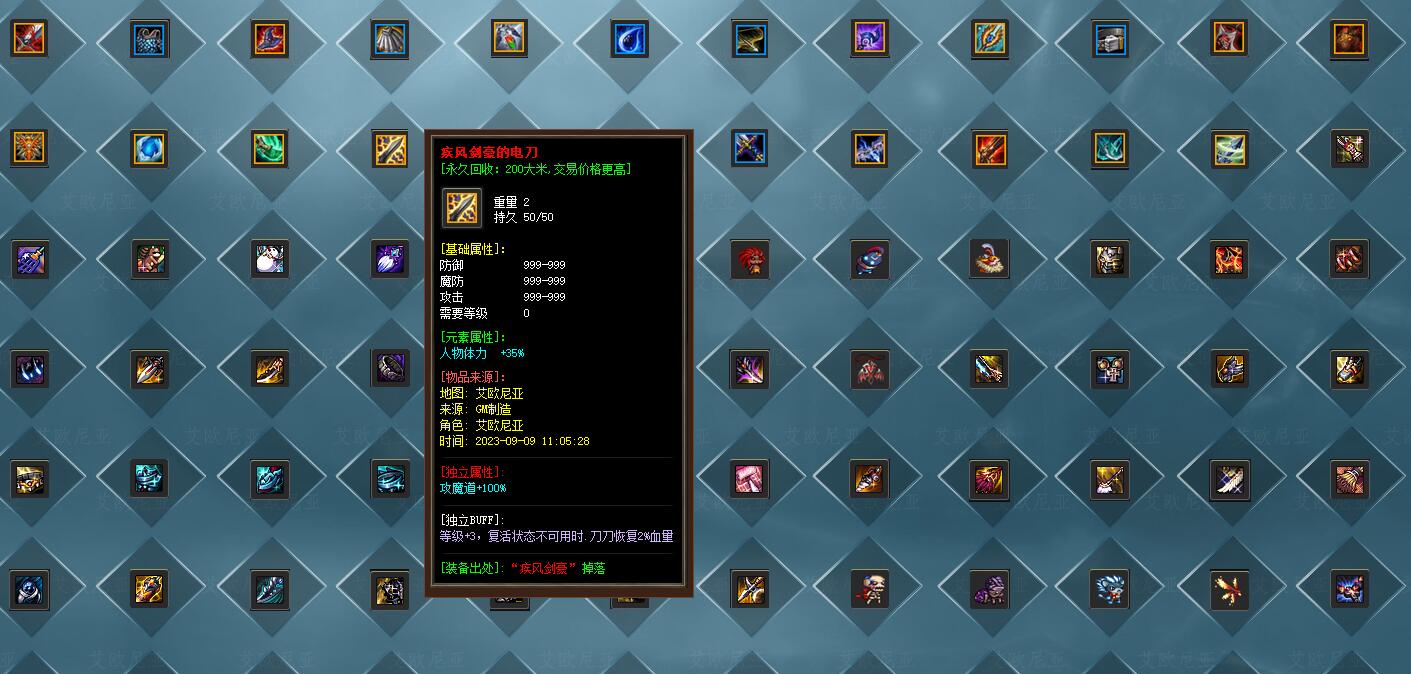 疾风剑豪的电刀
[永久回收: 200大米,交易价格更高]
重量 2
持久 50/50
[基础属性]:
防御 999-999
魔防 999-999
攻击 999-999
需要等级 0
[元素属性]:
人物体力 +35%
[物品来源]:
地图: 艾欧尼亚
来源: GM制造
角色: 艾欧尼亚
时间: 2023-09-09 11:05:28
[独立属性]:
攻魔道+100%
[独立BUFF]:
等级+3, 复活状态不可用时.刀刀恢复2%血量
[装备出处]: “疾风剑豪” 掉落